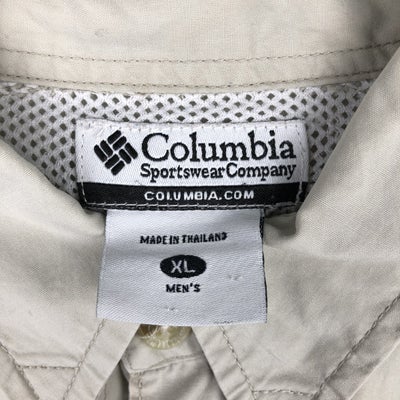 Columbia
Sportswear Company
COLUMBIA.COM
MADE IN THAILAND
XL
MEN'S